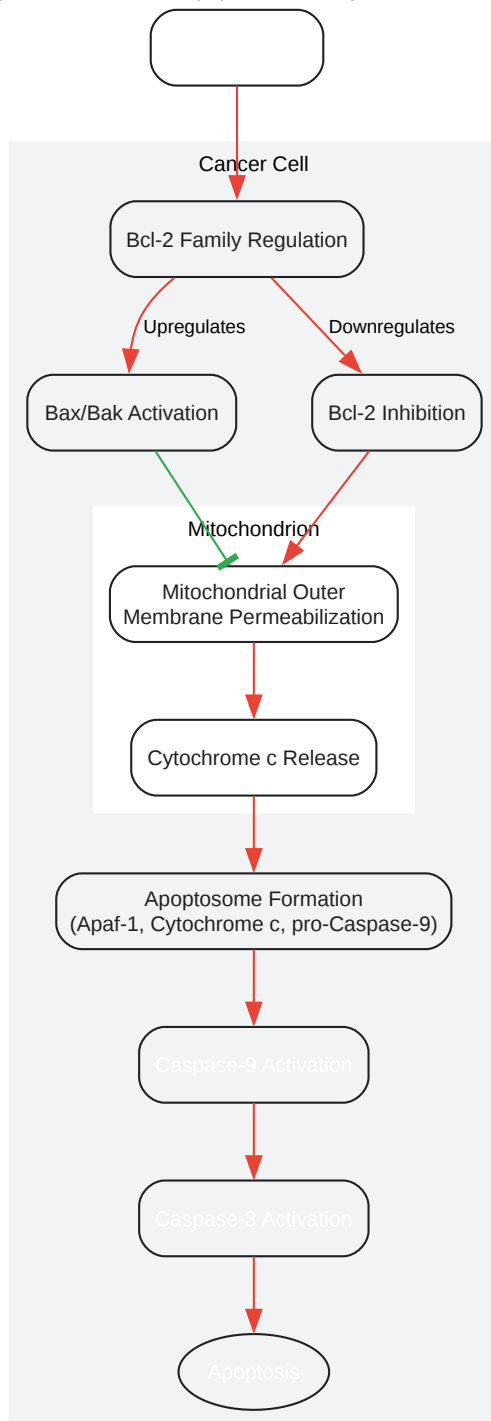 Cancer Cell
Bcl-2 Family Regulation
Upregulates
Downregulates
Bax/Bak Activation
Bcl-2 Inhibition
Mitochondrion
Mitochondrial Outer
Membrane Permeabilization
Cytochrome c Release
Apoptosome Formation
(Apaf-1, Cytochrome c, pro-Caspase-9)
Caspase-9 Activation
Caspase-3 Activation
Apoptosis